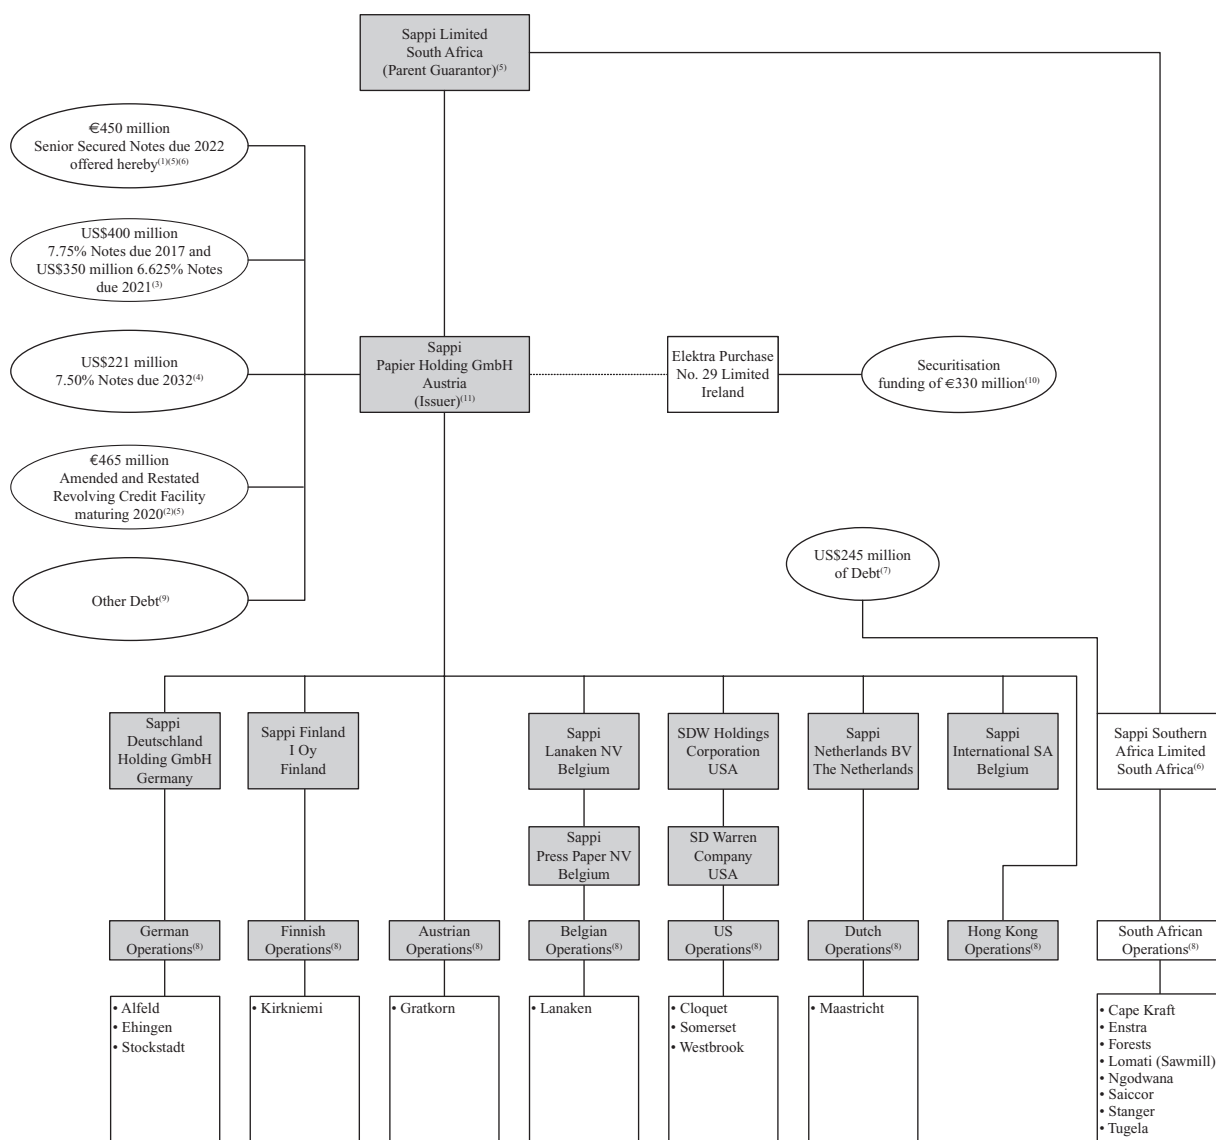 Sappi Limited
South Africa
(Parent Guarantor)(5)
€450 million
Senior Secured Notes due 2022
offered hereby(1)(5)(6)
US$400 million
7.75% Notes due 2017 and
US$350 million 6.625% Notes
due 2021(3)
US$221 million
7.50% Notes due 2032(4)
Sappi
Papier Holding GmbH
Austria
(Issuer)(11)
Elektra Purchase
No. 29 Limited
Ireland
Securitisation
funding of €330 million(10)
€465 million
Amended and Restated
Revolving Credit Facility
maturing 2020(2)(5)
US$245 million
of Debt(7)
Other Debt(9)
Sappi
Deutschland
Holding GmbH
Germany
Sappi Finland
I Oy
Finland
Sappi
Lanaken NV
Belgium
SDW Holdings
Corporation
USA
Sappi
Netherlands BV
The Netherlands
Sappi
International SA
Belgium
Sappi Southern
Africa Limited
South Africa(6)
Sappi
Press Paper NV
Belgium
SD Warren
Company
USA
German
Operations(8)
Finnish
Operations(8)
Austrian
Operations(8)
Belgian
Operations(8)
US
Operations(8)
Dutch
Operations(8)
Hong Kong
Operations(8)
South African
Operations(8)
• Alfeld
• Ehingen
• Stockstadt
• Kirkniemi
• Gratkorn
• Lanaken
• Cloquet
• Somerset
• Westbrook
• Maastricht
• Cape Kraft
• Enstra
• Forests
• Lomati (Sawmill)
• Ngodwana
• Saiccor
• Stanger
• Tugela